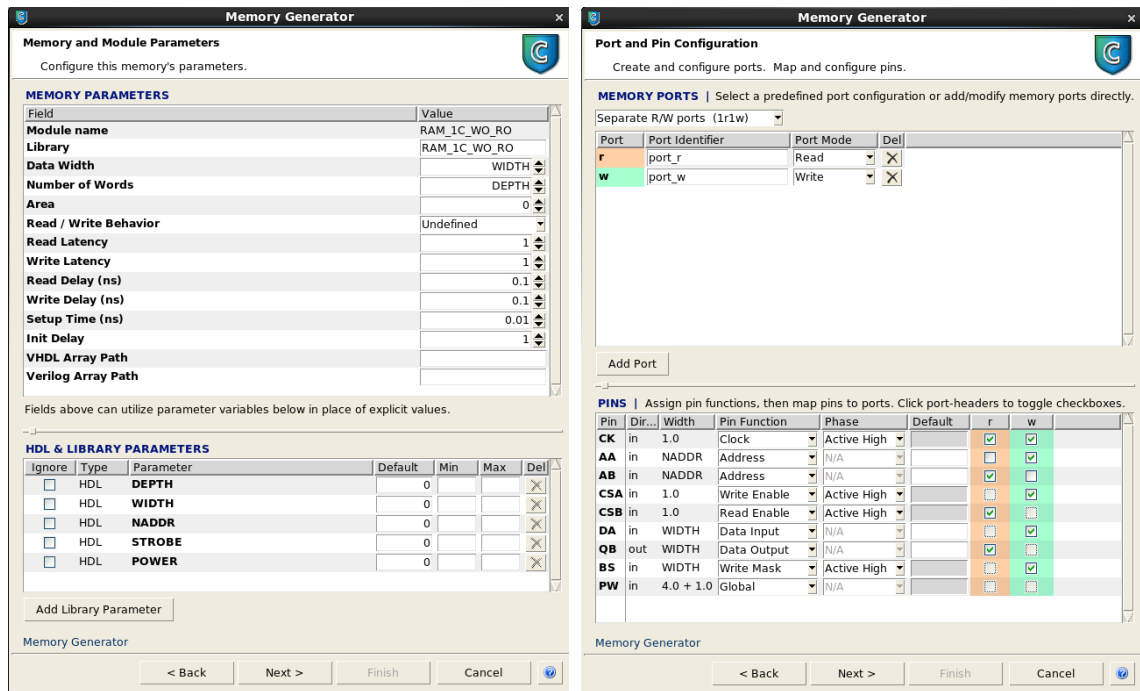 Memory Generator
Memory and Module Parameters
Configure this memory's parameters.
MEMORY PARAMETERS
Field Value
Module name RAM_1C_WO_RO
Library RAM_1C_WO_RO
Data Width WIDTH
Number of Words DEPTH
Area 0
Read / Write Behavior Undefined
Read Latency 1
Write Latency 1
Read Delay (ns) 0.1
Write Delay (ns) 0.1
Setup Time (ns) 0.01
Init Delay 1
VHDL Array Path
Verilog Array Path
Fields above can utilize parameter variables below in place of explicit values.
HDL & LIBRARY PARAMETERS
Ignore Type Parameter Default Min Max Del
HDL DEPTH 0
HDL WIDTH 0
HDL NADDR 0
HDL STROBE 0
HDL POWER 0
Add Library Parameter
Memory Generator
< Back Next > Finish Cancel
Memory Generator
Port and Pin Configuration
Create and configure ports. Map and configure pins.
MEMORY PORTS | Select a predefined port configuration or add/modify memory ports directly.
Separate R/W ports (1r1w)
Port Port Identifier Port Mode Del
r port_r Read
w port_w Write
Add Port
PINS | Assign pin functions, then map pins to ports. Click port-headers to toggle checkboxes.
Pin Dir... Width Pin Function Phase Default r w
CK in 1.0 Clock Active High
AA in NADDR Address N/A
AB in NADDR Address N/A
CSA in 1.0 Write Enable Active High
CSB in 1.0 Read Enable Active High
DA in WIDTH Data Input N/A
QB out WIDTH Data Output N/A
BS in WIDTH Write Mask Active High
PW in 4.0 + 1.0 Global N/A
Memory Generator
< Back Next > Finish Cancel